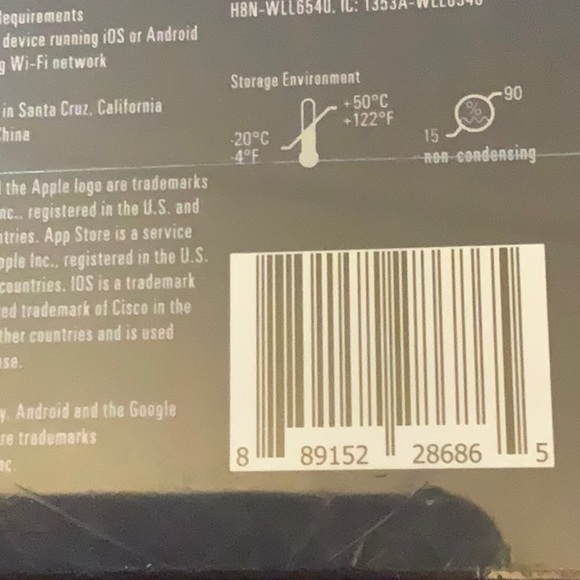 Requirements
device running iOS or Android
g Wi-Fi network
in Santa Cruz, California
China
d the Apple logo are trademarks
nc., registered in the U.S. and
ntries. App Store is a service
pple Inc., registered in the U.S.
countries. IOS is a trademark
ed trademark of Cisco in the
ther countries and is used
se.
y. Android and the Google
re trademarks
nc.
H8N-WLL6540, IC: 1353A-WLL6540
Storage Environment
-20°C
-4°F
+50°C
+122°F
15
%
90
non-condensing
8 89152 28686 5